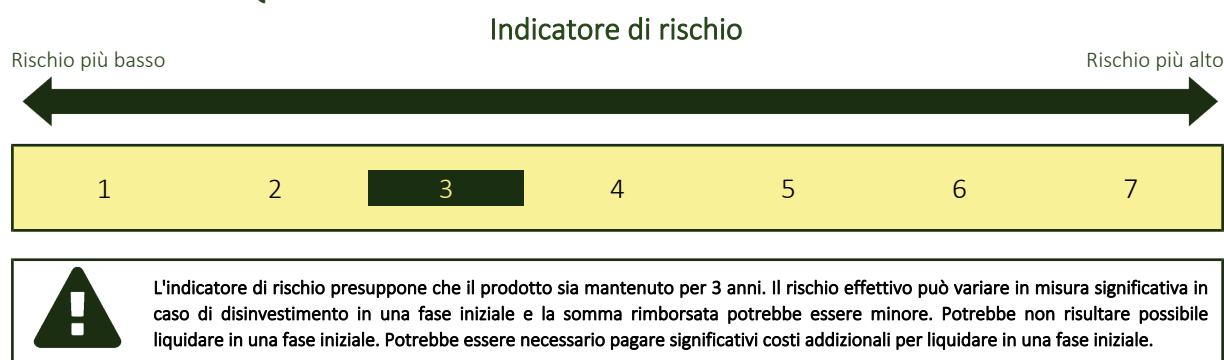 Indicatore di rischio
Rischio più basso
Rischio più alto
1 2 3 4 5 6 7
L'indicatore di rischio presuppone che il prodotto sia mantenuto per 3 anni. Il rischio effettivo può variare in misura significativa in
caso di disinvestimento in una fase iniziale e la somma rimborsata potrebbe essere minore. Potrebbe non risultare possibile
liquidare in una fase iniziale. Potrebbe essere necessario pagare significativi costi addizionali per liquidare in una fase iniziale.